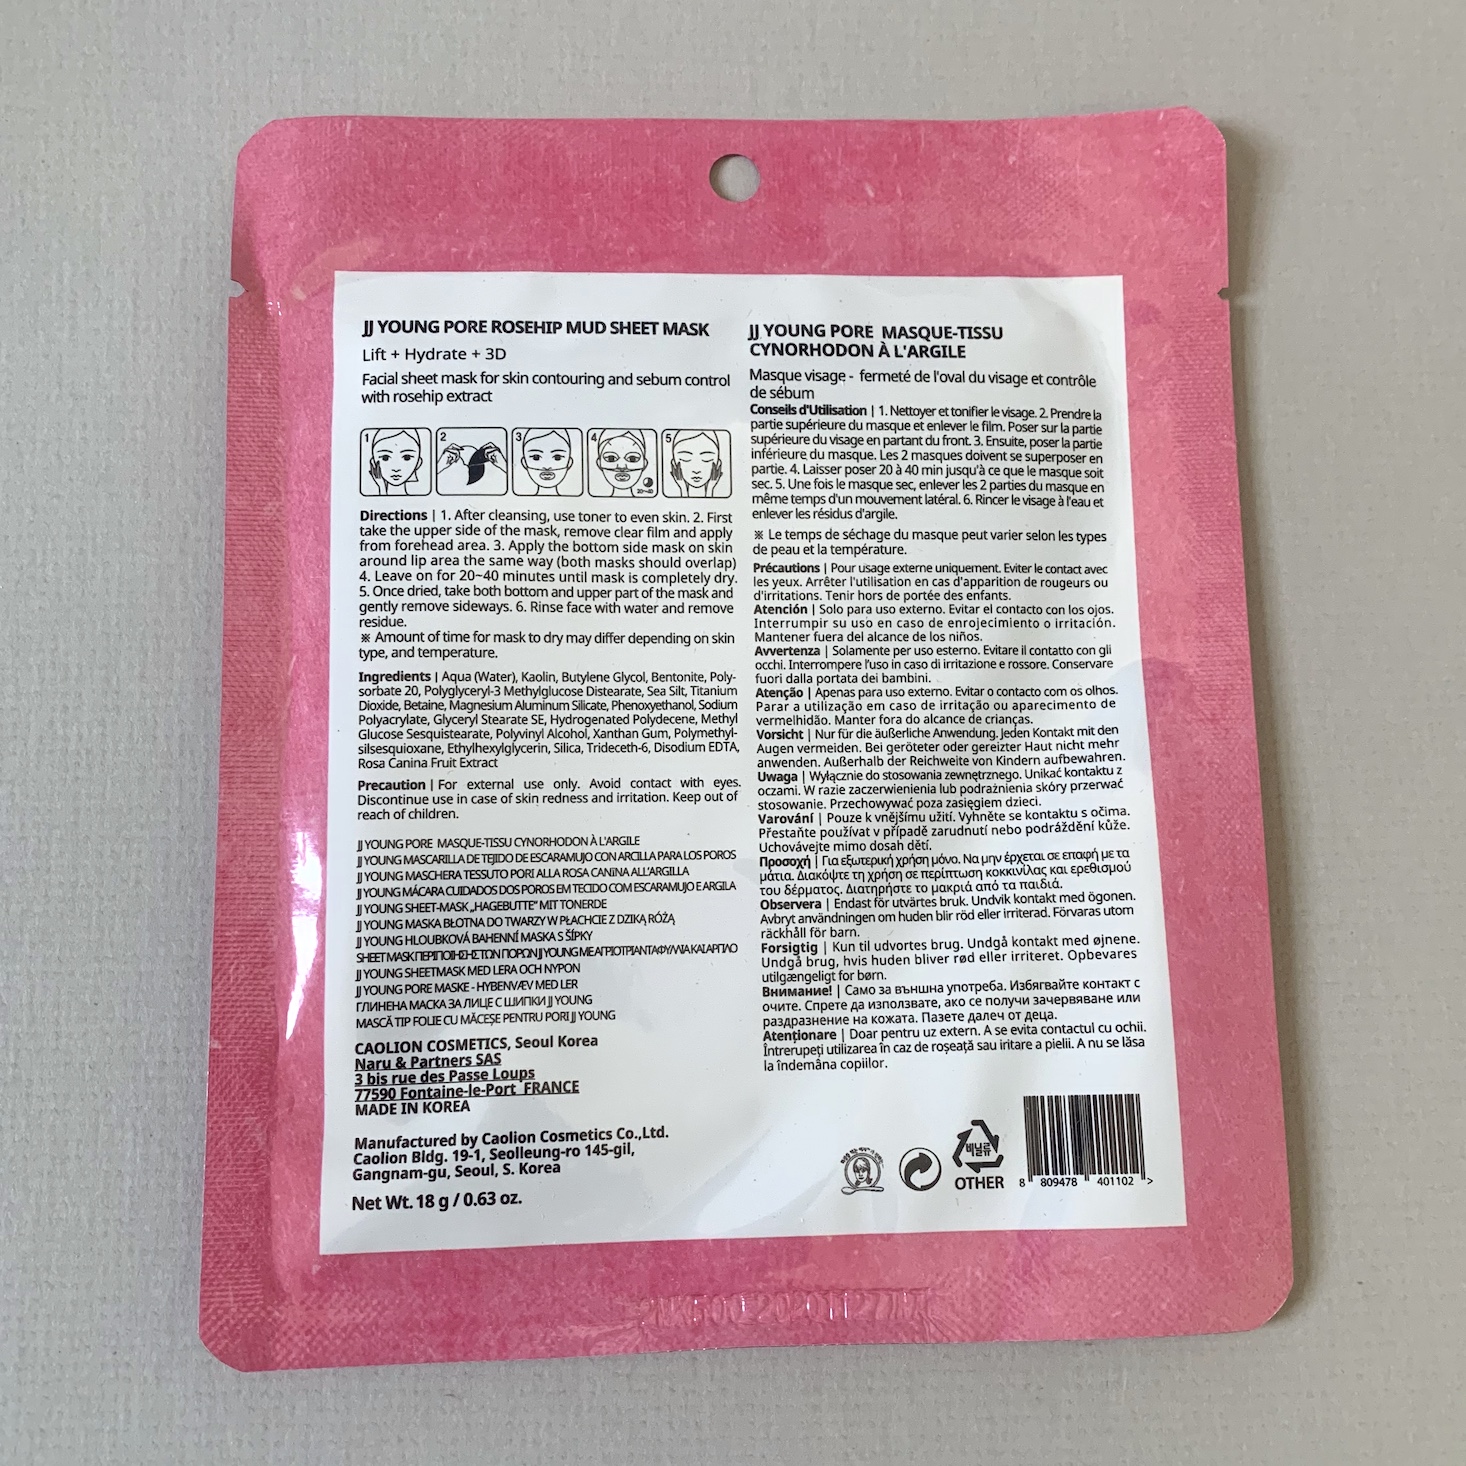 JJ YOUNG PORE ROSEHIP MUD SHEET MASK
Lift + Hydrate + 3D
Facial sheet mask for skin contouring and sebum control
with rosehip extract
1 2 3 4 5
20~40
Directions | 1. After cleansing, use toner to even skin. 2. First
take the upper side of the mask, remove clear film and apply
from forehead area. 3. Apply the bottom side mask on skin
around lip area the same way (both masks should overlap)
4. Leave on for 20~40 minutes until mask is completely dry.
5. Once dried, take both bottom and upper part of the mask and
gently remove sideways. 6. Rinse face with water and remove
residue.
※ Amount of time for mask to dry may differ depending on skin
type, and temperature.
Ingredients | Aqua (Water), Kaolin, Butylene Glycol, Bentonite, Poly-
sorbate 20, Polyglyceryl-3 Methylglucose Distearate, Sea Silt, Titanium
Dioxide, Betaine, Magnesium Aluminum Silicate, Phenoxyethanol, Sodium
Polyacrylate, Glyceryl Stearate SE, Hydrogenated Polydecene, Methyl
Glucose Sesquistearate, Polyvinyl Alcohol, Xanthan Gum, Polymethyl-
silsesquioxane, Ethylhexylglycerin, Silica, Trideceth-6, Disodium EDTA,
Rosa Canina Fruit Extract
Precaution | For external use only. Avoid contact with eyes.
Discontinue use in case of skin redness and irritation. Keep out of
reach of children.
JJ YOUNG PORE MASQUE-TISSU CYNORHODON À L'ARGILE
JJ YOUNG MASCARILLA DE TEJIDO DE ESCARAMUJO CON ARCILLA PARA LOS POROS
JJ YOUNG MASCHERA TESSUTO PORI ALLA ROSA CANINA ALL'ARGILLA
JJ YOUNG MÁCARA CUIDADOS DOS POROS EM TECIDO COM ESCARAMUJO E ARGILA
JJ YOUNG SHEET-MASK „HAGEBUTTE" MIT TONERDE
JJ YOUNG MASKA BŁOTNA DO TWARZY W PŁACHCIE Z DZIKĄ RÓŻĄ
JJ YOUNG HLOUBKOVÁ BAHENNÍ MASKA S ŠÍPKY
SHEET MASK ΠΕΡΙΠΟΙΗΣΗΣ ΤΩΝ ΠΟΡΩΝ JJ YOUNG ΜΕ ΑΓΡΙΟΤΡΙΑΝΤΑΦΥΛΛΙΑ ΚΑΙ ΑΡΓΙΛΟ
JJ YOUNG SHEETMASK MED LERA OCH NYPON
JJ YOUNG PORE MASKE - HYBENVÆV MED LER
ГЛИНЕНА МАСКА ЗА ЛИЦЕ С ШИПКИ JJ YOUNG
MASCĂ TIP FOLIE CU MĂCEȘE PENTRU PORI JJ YOUNG
CAOLION COSMETICS, Seoul Korea
Naru & Partners SAS
3 bis rue des Passe Loups
77590 Fontaine-le-Port FRANCE
MADE IN KOREA
Manufactured by Caolion Cosmetics Co.,Ltd.
Caolion Bldg. 19-1, Seolleung-ro 145-gil,
Gangnam-gu, Seoul, S. Korea
Net Wt. 18 g / 0.63 oz.
JJ YOUNG PORE MASQUE-TISSU
CYNORHODON À L'ARGILE
Masque visage - fermeté de l'oval du visage et contrôle
de sébum
Conseils d'Utilisation | 1. Nettoyer et tonifier le visage. 2. Prendre la
partie supérieure du masque et enlever le film. Poser sur la partie
supérieure du visage en partant du front. 3. Ensuite, poser la partie
inférieure du masque. Les 2 masques doivent se superposer en
partie. 4. Laisser poser 20 à 40 min jusqu'à ce que le masque soit
sec. 5. Une fois le masque sec, enlever les 2 parties du masque en
même temps d'un mouvement latéral. 6. Rincer le visage à l'eau et
enlever les résidus d'argile.
※ Le temps de séchage du masque peut varier selon les types
de peau et la température.
Précautions | Pour usage externe uniquement. Eviter le contact avec
les yeux. Arrêter l'utilisation en cas d'apparition de rougeurs ou
d'irritations. Tenir hors de portée des enfants.
Atención | Solo para uso externo. Evitar el contacto con los ojos.
Interrumpir su uso en caso de enrojecimiento o irritación.
Mantener fuera del alcance de los niños.
Avvertenza | Solamente per uso esterno. Evitare il contatto con gli
occhi. Interrompere l'uso in caso di irritazione e rossore. Conservare
fuori dalla portata dei bambini.
Atenção | Apenas para uso externo. Evitar o contacto com os olhos.
Parar a utilização em caso de irritação ou aparecimento de
vermelhidão. Manter fora do alcance de crianças.
Vorsicht | Nur für die äußerliche Anwendung. Jeden Kontakt mit den
Augen vermeiden. Bei geröteter oder gereizter Haut nicht mehr
anwenden. Außerhalb der Reichweite von Kindern aufbewahren.
Uwaga | Wyłącznie do stosowania zewnętrznego. Unikać kontaktu z
oczami. W razie zaczerwienienia lub podrażnienia skóry przerwać
stosowanie. Przechowywać poza zasięgiem dzieci.
Varování | Pouze k vnějšímu užití. Vyhněte se kontaktu s očima.
Přestaňte používat v případě zarudnutí nebo podráždění kůže.
Uchovávejte mimo dosah dětí.
Προσοχή | Για εξωτερική χρήση μόνο. Να μην έρχεται σε επαφή με τα
μάτια. Διακόψτε τη χρήση σε περίπτωση κοκκινίλας και ερεθισμού
του δέρματος. Διατηρήστε το μακριά από τα παιδιά.
Observera | Endast för utvärtes bruk. Undvik kontakt med ögonen.
Avbryt användningen om huden blir röd eller irriterad. Förvaras utom
räckhåll för barn.
Forsigtig | Kun til udvortes brug. Undgå kontakt med øjnene.
Undgå brug, hvis huden bliver rød eller irriteret. Opbevares
utilgængeligt for børn.
Внимание! | Само за външна употреба. Избягвайте контакт с
очите. Спрете да използвате, ако се получи зачервяване или
раздразнение на кожата. Пазете далеч от деца.
Atenționare | Doar pentru uz extern. A se evita contactul cu ochii.
Întrerupeți utilizarea în caz de roșeață sau iritare a pielii. A nu se lăsa
la îndemâna copiilor.
비닐류
OTHER
8 809478 401102 >